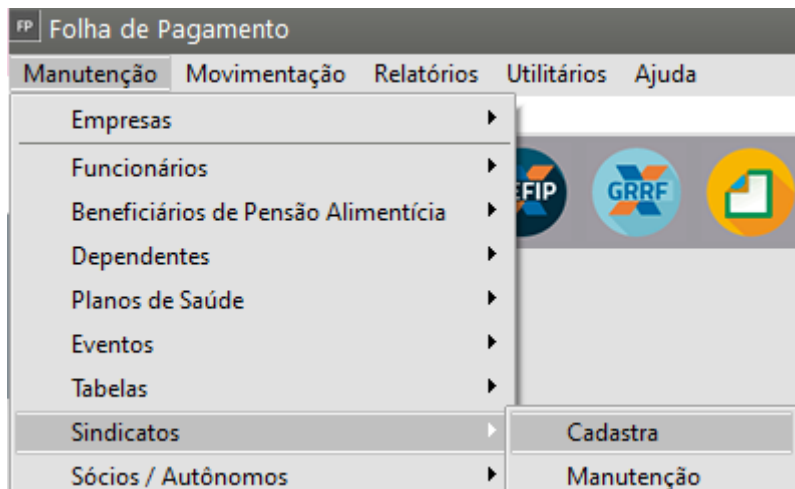 FP Folha de Pagamento
Manutenção Movimentação Relatórios Utilitários Ajuda
Empresas
Funcionários
EFIP GRRF
Beneficiários de Pensão Alimentícia
Dependentes
Planos de Saúde
Eventos
Tabelas
Sindicatos Cadastra
Sócios / Autônomos Manutenção